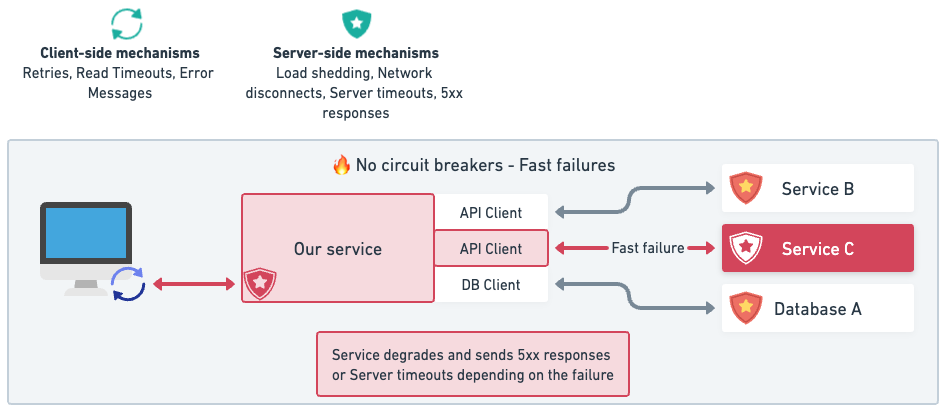 Client-side mechanisms
Retries, Read Timeouts, Error
Messages
Server-side mechanisms
Load shedding, Network
disconnects, Server timeouts, 5xx
responses
No circuit breakers - Fast failures
Our service
API Client
API Client
DB Client
Fast failure
Service B
Service C
Database A
Service degrades and sends 5xx responses
or Server timeouts depending on the failure